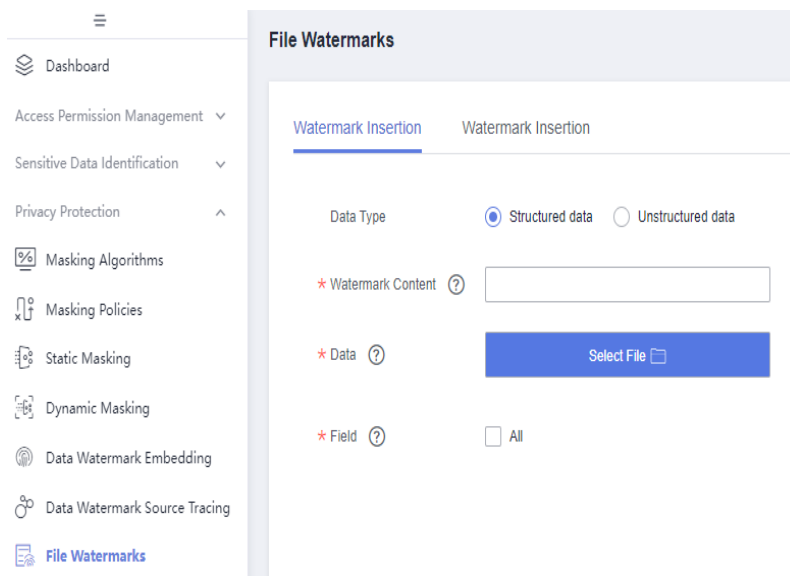 File Watermarks
Dashboard
Access Permission Management
Sensitive Data Identification
Privacy Protection
Masking Algorithms
Masking Policies
Static Masking
Dynamic Masking
Data Watermark Embedding
Data Watermark Source Tracing
File Watermarks
Watermark Insertion Watermark Insertion
Data Type Structured data Unstructured data
* Watermark Content ?
* Data ? Select File
* Field ? All